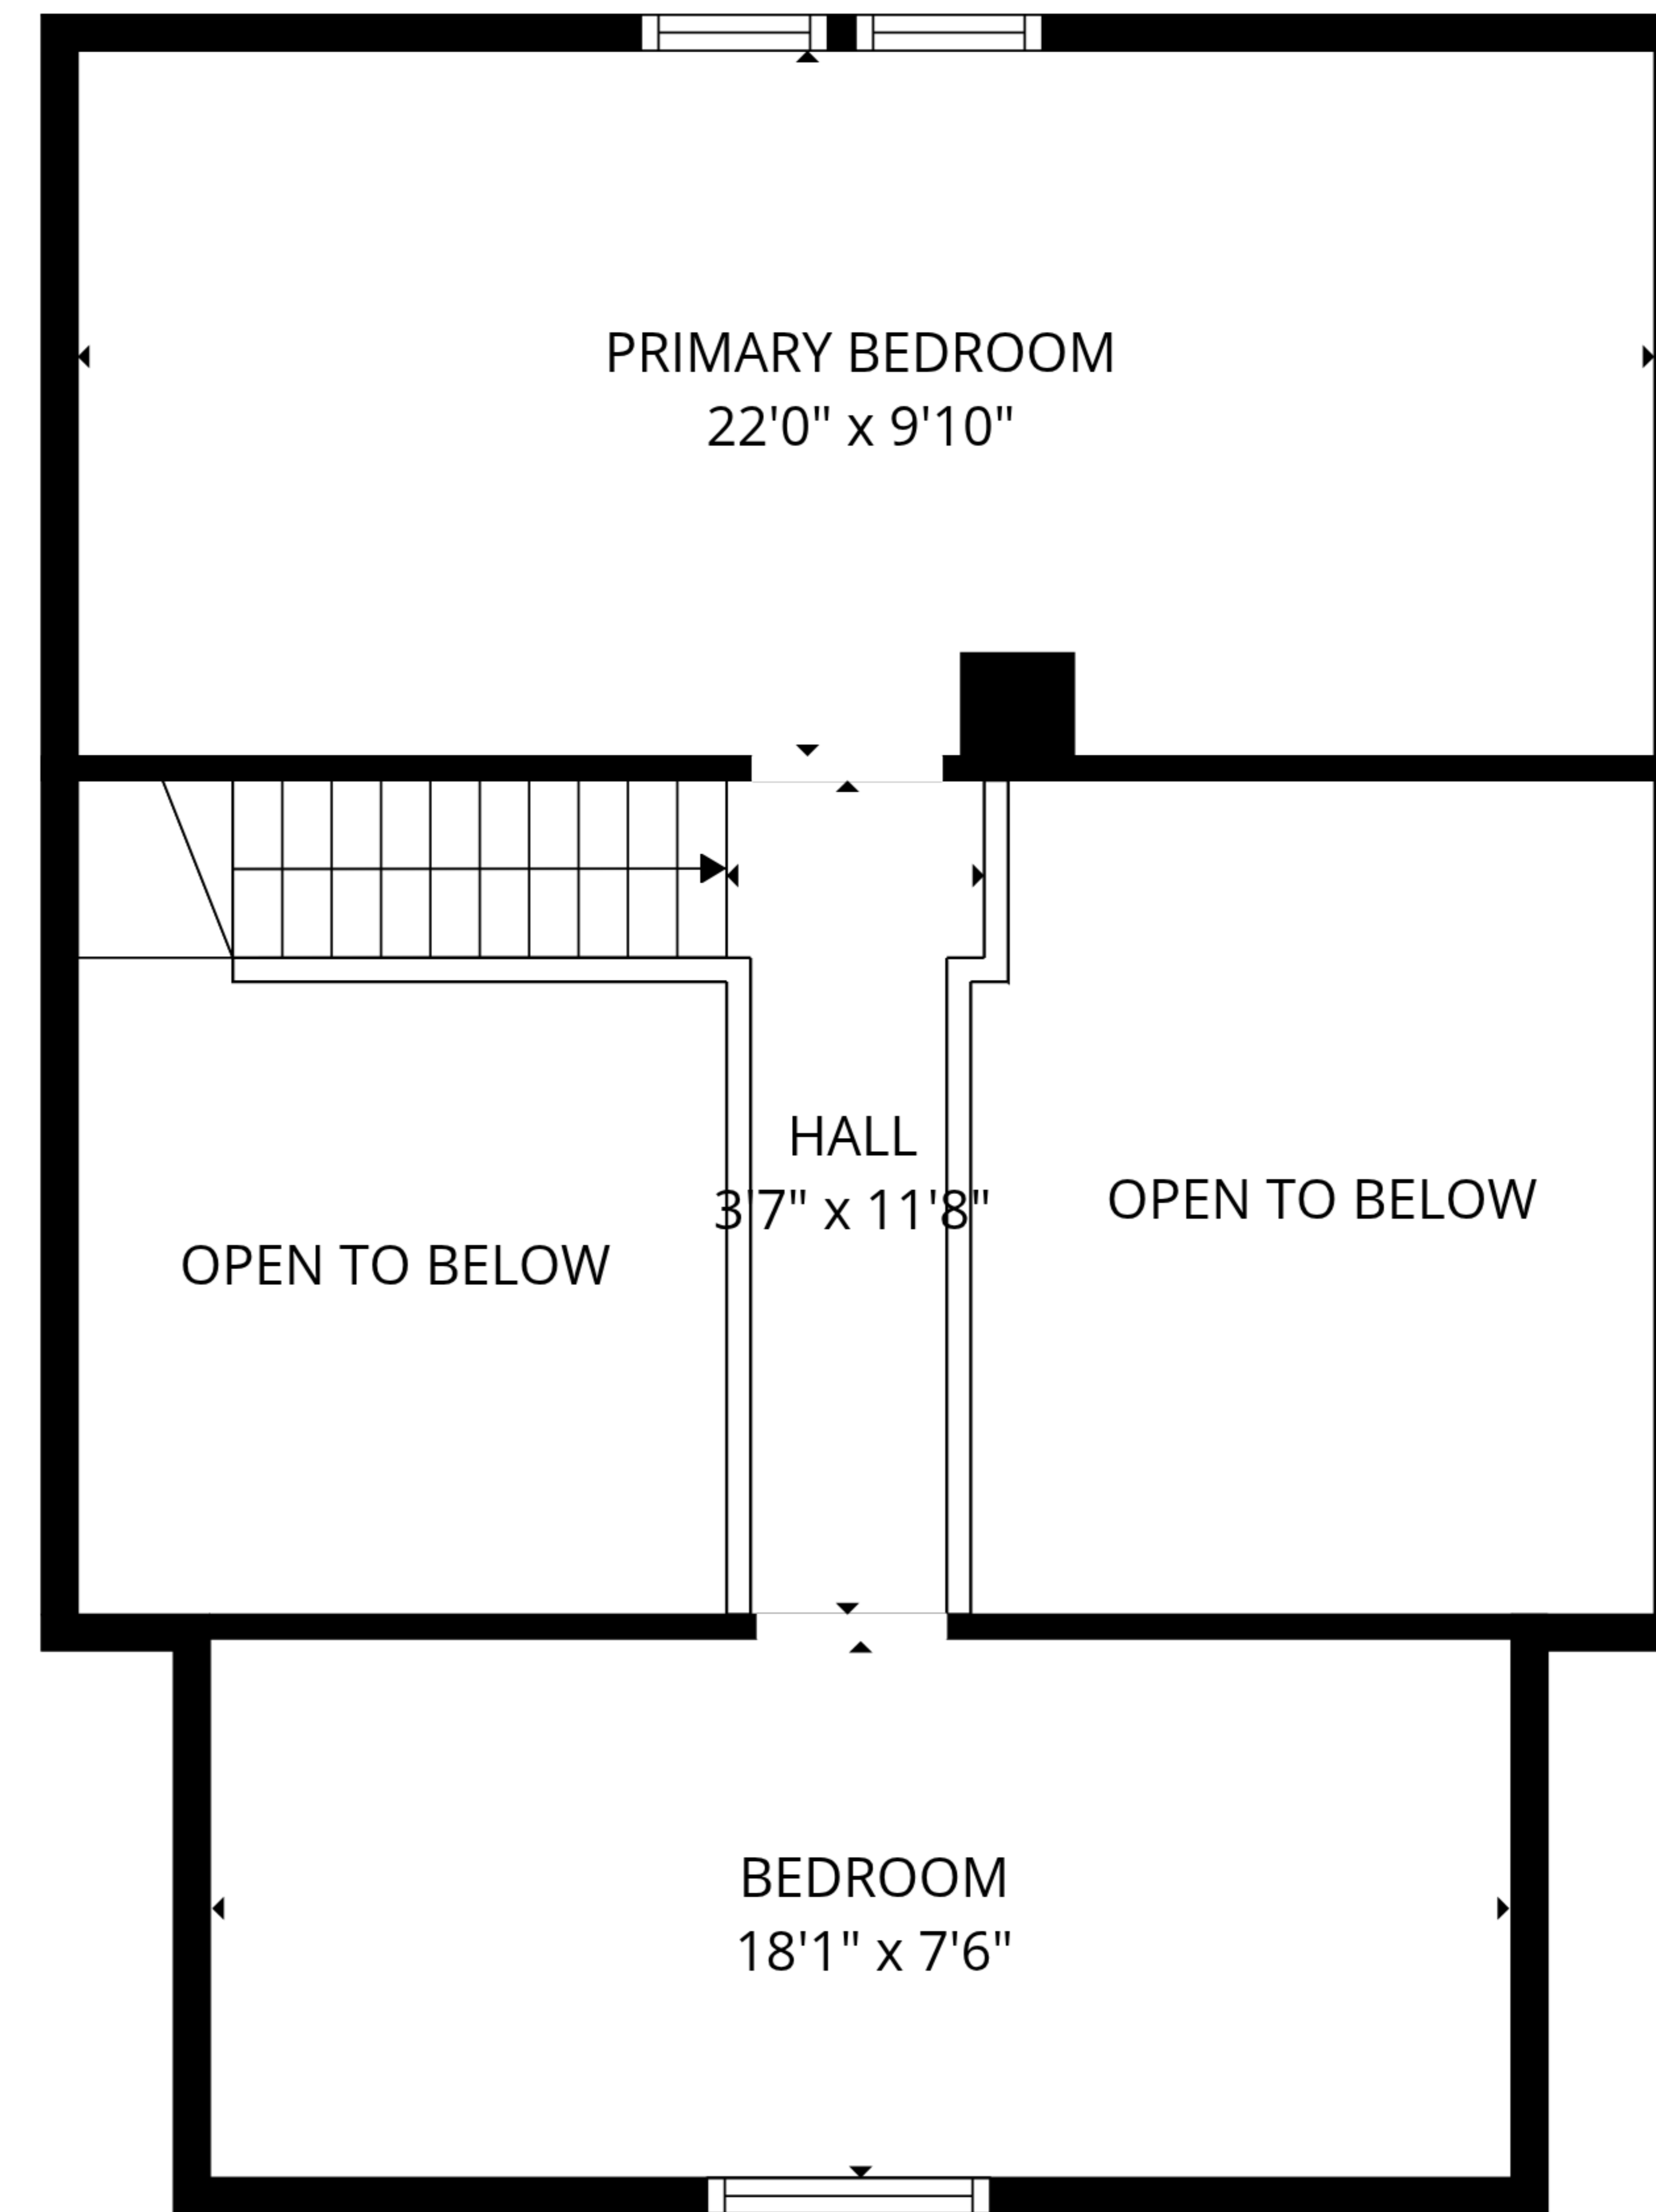 PRIMARY BEDROOM
22'0" x 9'10"
HALL
3'7" x 11'8"
OPEN TO BELOW
OPEN TO BELOW
BEDROOM
18'1" x 7'6"